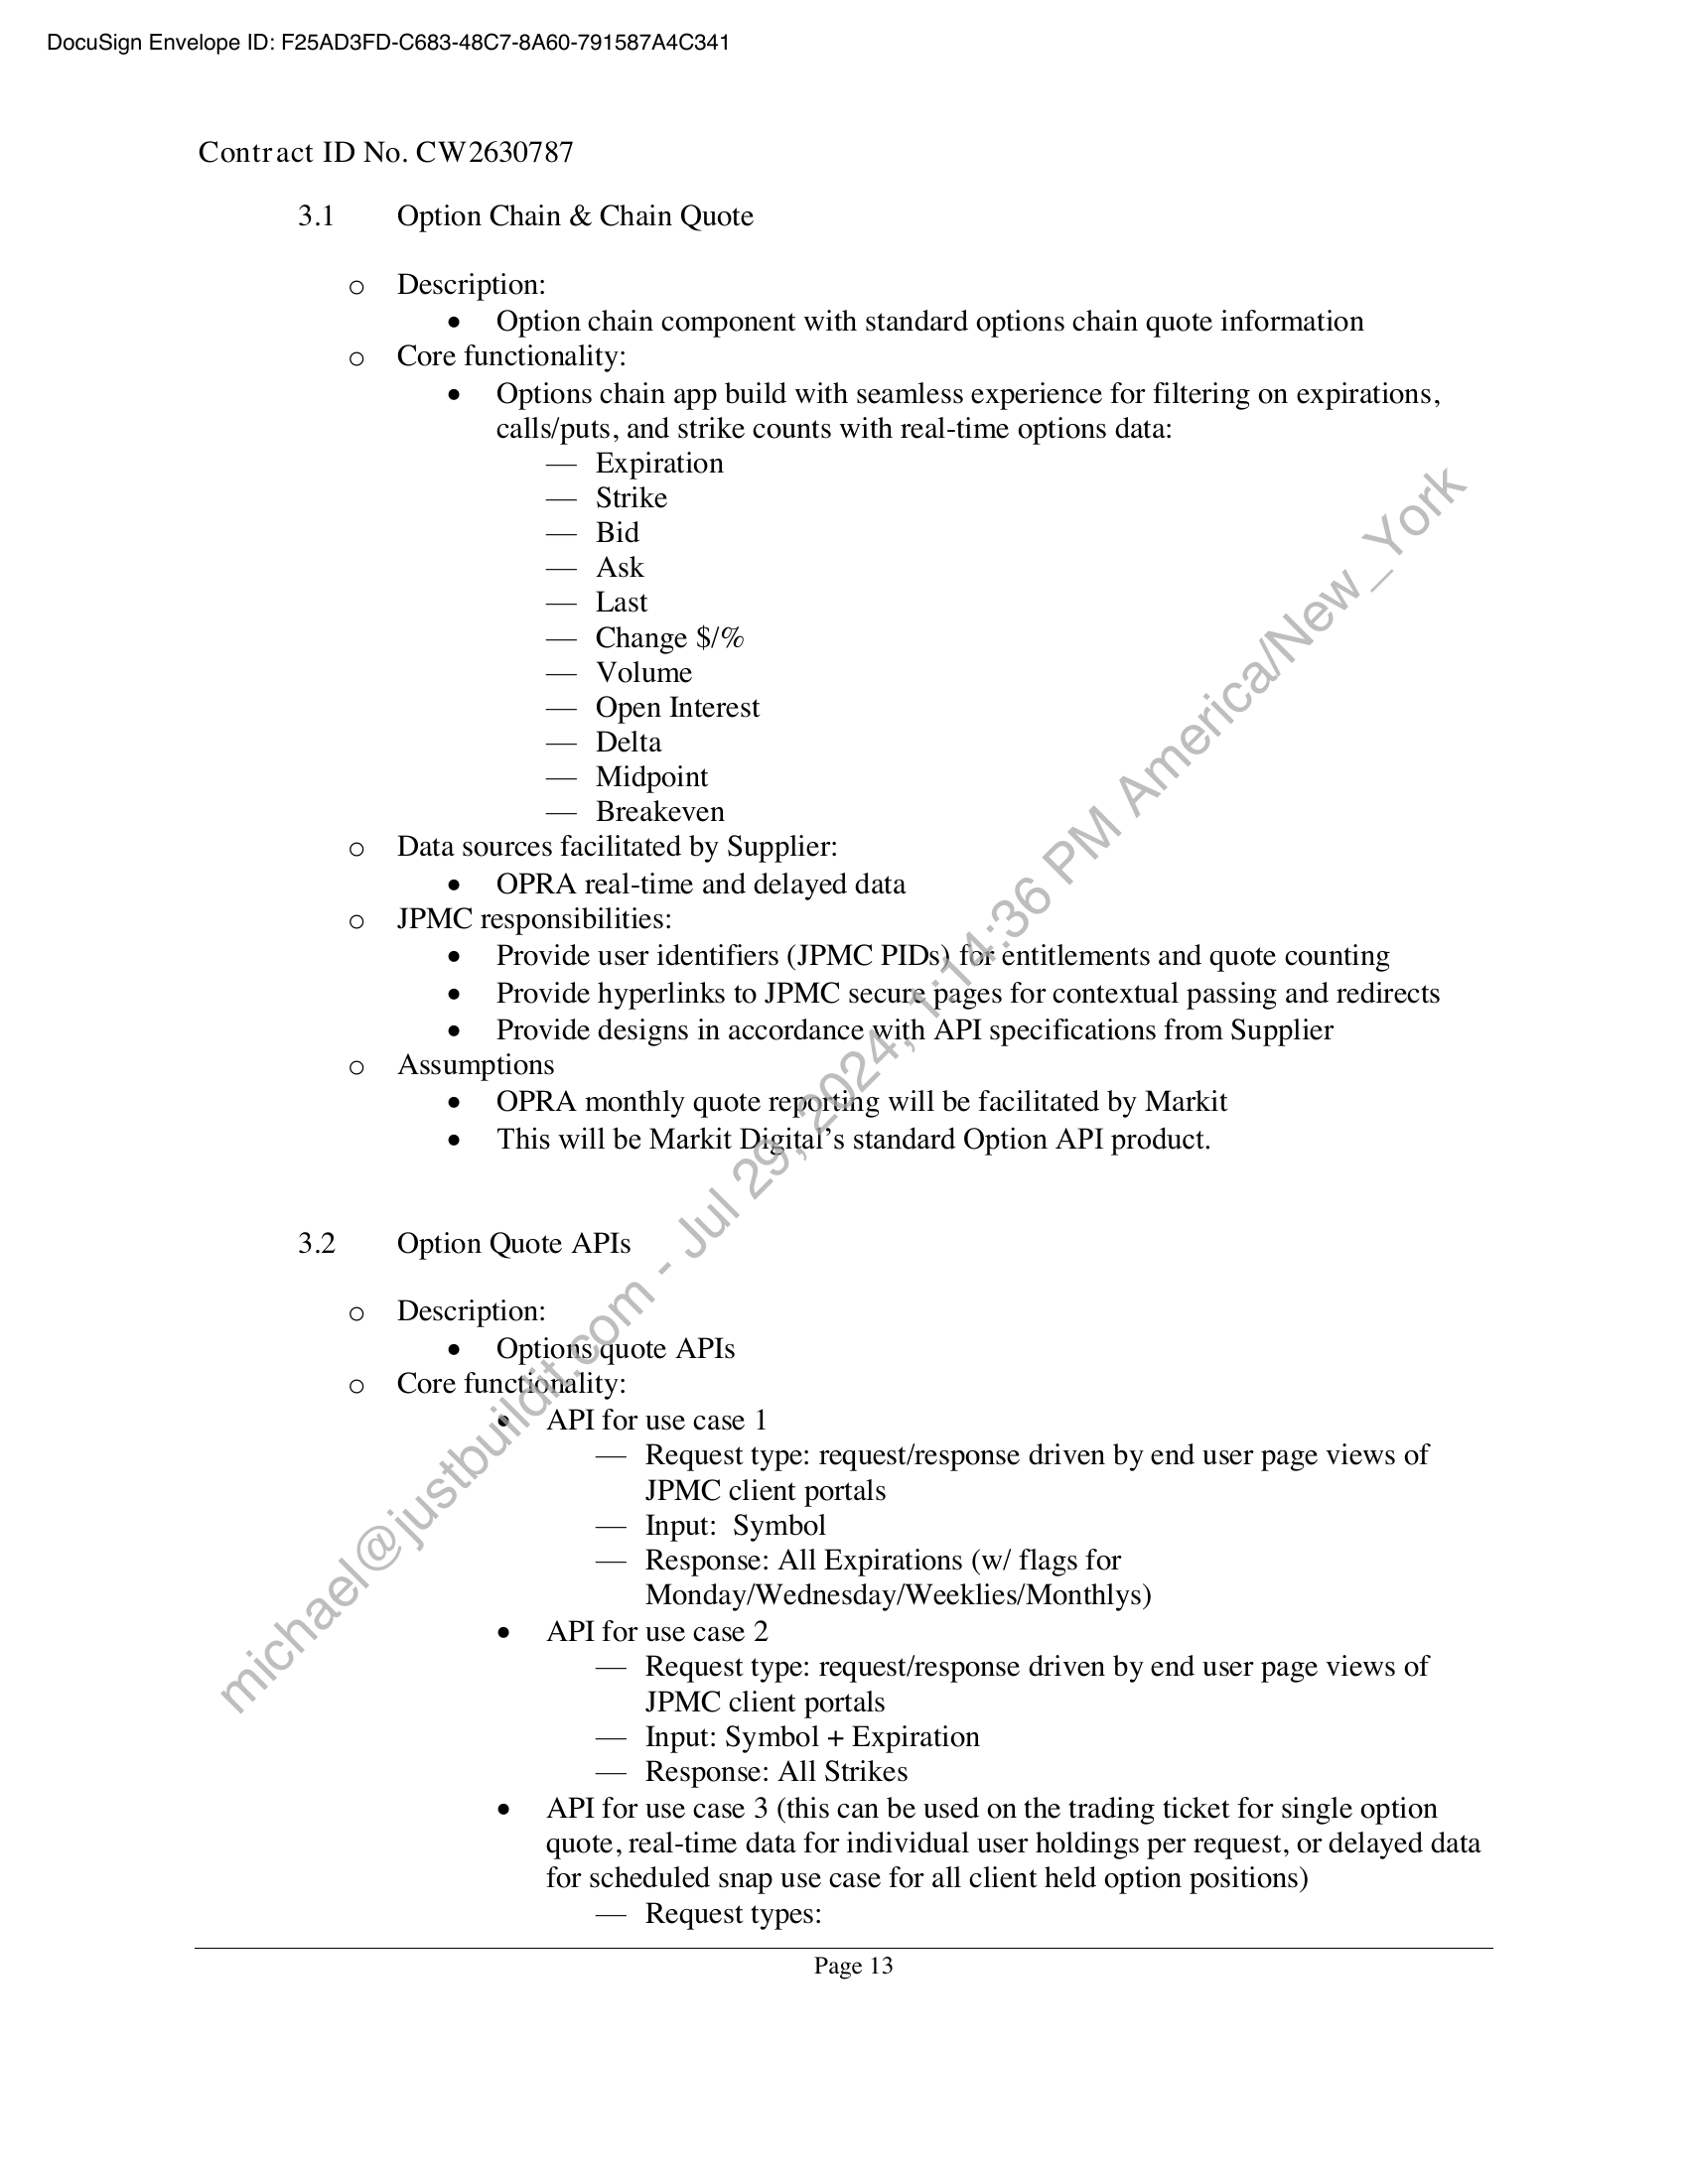 DocuSign Envelope ID: F25AD3FD-C683-48C7-8A60-791587A4C341
Contract ID No. CW2630787
3.1 Option Chain & Chain Quote
o Description:
• Option chain component with standard options chain quote information
o Core functionality:
• Options chain app build with seamless experience for filtering on expirations,
calls/puts, and strike counts with real-time options data:
— Expiration
— Strike
— Bid
— Ask
— Last
— Change $/%
— Volume
— Open Interest
— Delta
— Midpoint
— Breakeven
o Data sources facilitated by Supplier:
• OPRA real-time and delayed data
o JPMC responsibilities:
• Provide user identifiers (JPMC PIDs) for entitlements and quote counting
• Provide hyperlinks to JPMC secure pages for contextual passing and redirects
• Provide designs in accordance with API specifications from Supplier
o Assumptions
• OPRA monthly quote reporting will be facilitated by Markit
• This will be Markit Digital’s standard Option API product.
3.2 Option Quote APIs
o Description:
• Options quote APIs
o Core functionality:
• API for use case 1
— Request type: request/response driven by end user page views of
JPMC client portals
— Input:  Symbol
— Response: All Expirations (w/ flags for
Monday/Wednesday/Weeklies/Monthlys)
• API for use case 2
— Request type: request/response driven by end user page views of
JPMC client portals
— Input: Symbol + Expiration
— Response: All Strikes
• API for use case 3 (this can be used on the trading ticket for single option
quote, real-time data for individual user holdings per request, or delayed data
for scheduled snap use case for all client held option positions)
— Request types:
Page 13
michael@justbuildit.com - Jul 29, 2024, 1:14:36 PM America/New_York